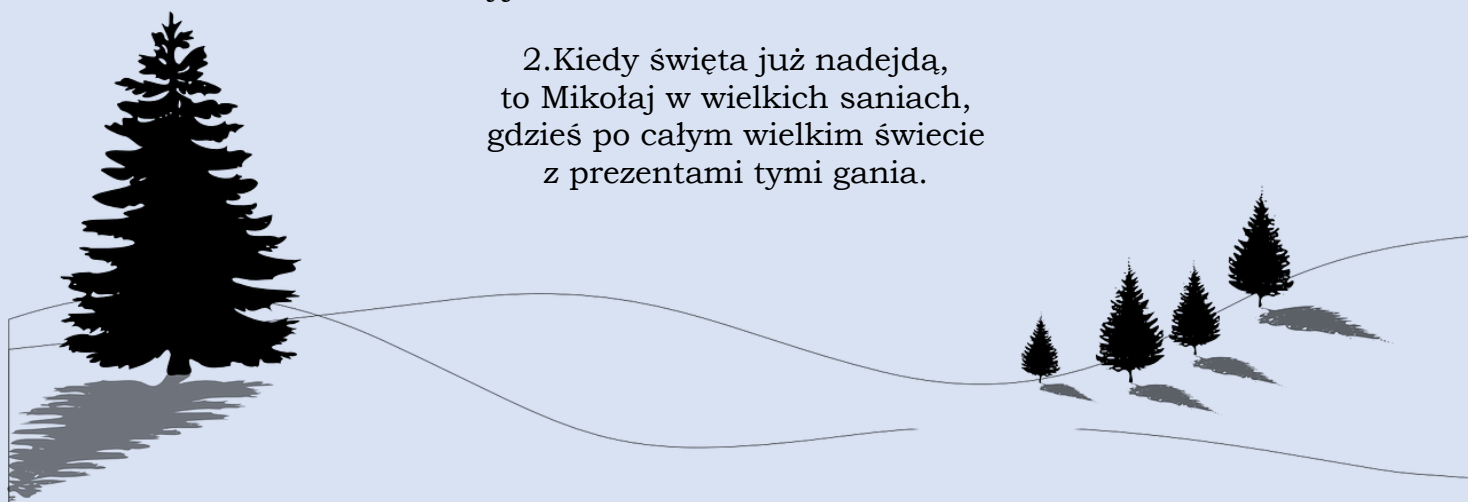 2.Kiedy święta już nadejdą,
to Mikołaj w wielkich saniach,
gdzieś po całym wielkim świecie
z prezentami tymi gania.